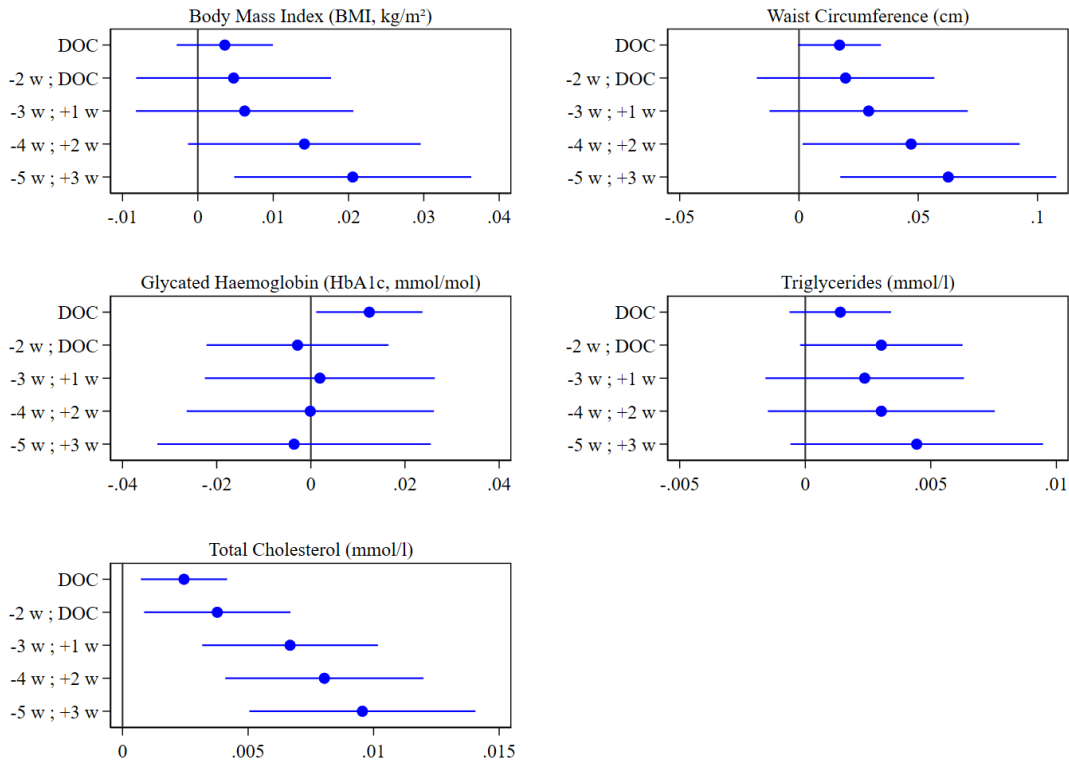 Body Mass Index (BMI, kg/m²)
DOC
-2 w ; DOC
-3 w ; +1 w
-4 w ; +2 w
-5 w ; +3 w
-.01 0 .01 .02 .03 .04
Waist Circumference (cm)
DOC
-2 w ; DOC
-3 w ; +1 w
-4 w ; +2 w
-5 w ; +3 w
-.05 0 .05 .1
Glycated Haemoglobin (HbA1c, mmol/mol)
DOC
-2 w ; DOC
-3 w ; +1 w
-4 w ; +2 w
-5 w ; +3 w
-.04 -.02 0 .02 .04
Triglycerides (mmol/l)
DOC
-2 w ; DOC
-3 w ; +1 w
-4 w ; +2 w
-5 w ; +3 w
-.005 0 .005 .01
Total Cholesterol (mmol/l)
DOC
-2 w ; DOC
-3 w ; +1 w
-4 w ; +2 w
-5 w ; +3 w
0 .005 .01 .015